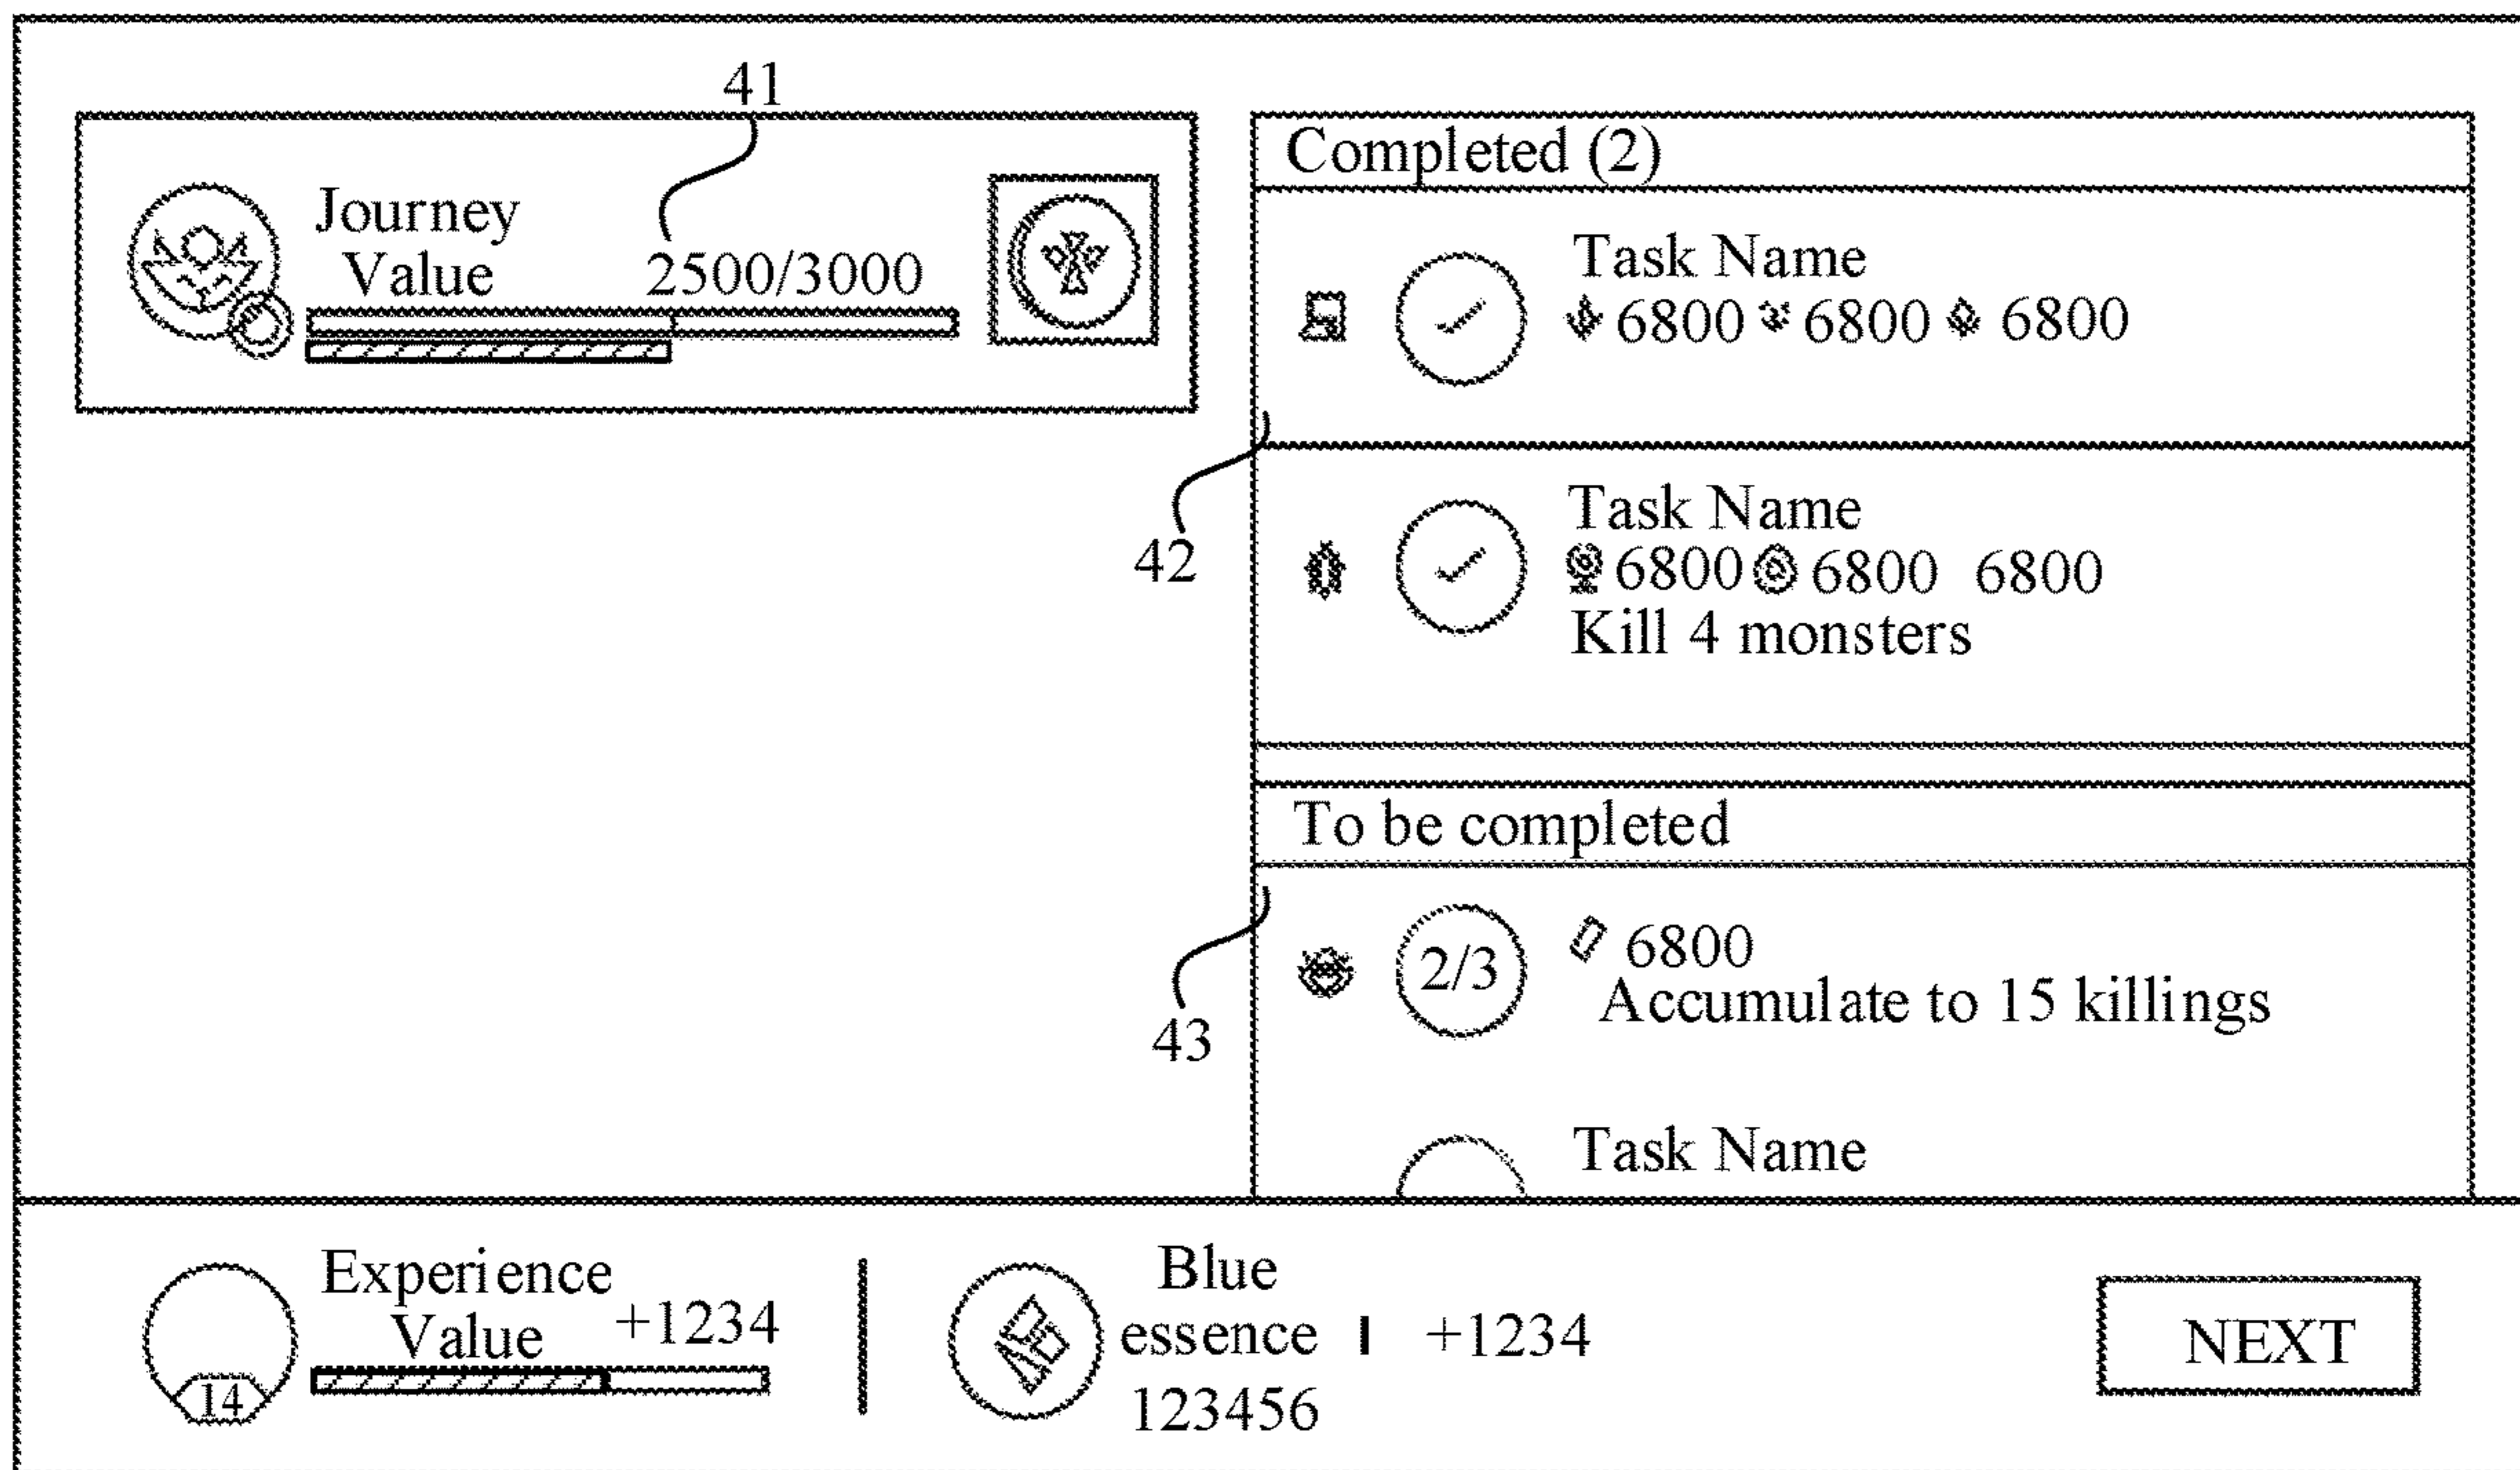 41
Journey
Value
2500/3000
Completed (2)
Task Name
6800 6800 6800
42
Task Name
6800 6800 6800
Kill 4 monsters
To be completed
43
2/3
6800
Accumulate to 15 killings
Task Name
Experience
Value
+1234
14
Blue
essence
+1234
123456
NEXT